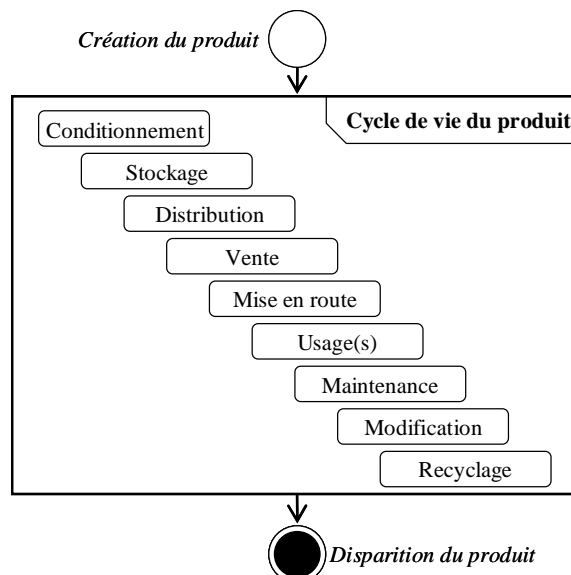 Création du produit
Cycle de vie du produit
Conditionnement
Stockage
Distribution
Vente
Mise en route
Usage(s)
Maintenance
Modification
Recyclage
Disparition du produit